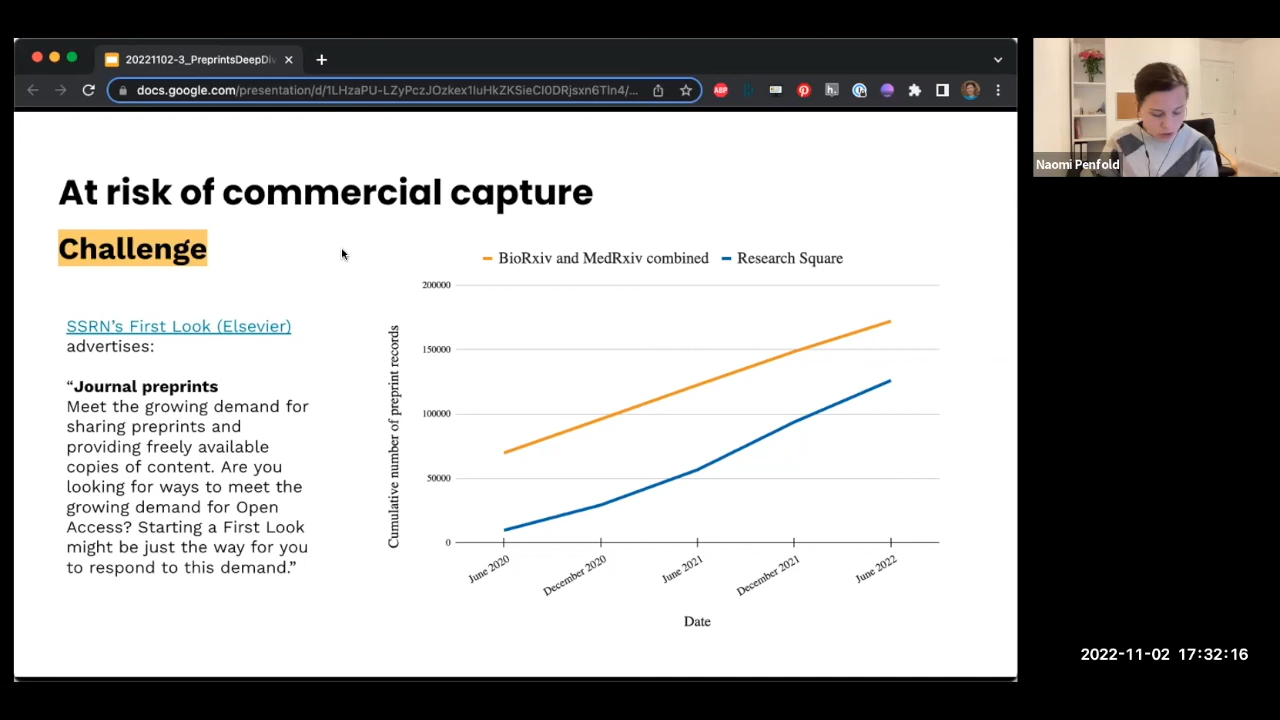 20221102-3_PreprintsDeepDiv
docs.google.com/presentation/d/1LHzaPU-LZyPczJOzkex1IuHkZKSieCI0DRjsxn6Tln4/...
ABP
h.
Naomi Penfold
At risk of commercial capture
Challenge
SSRN’s First Look (Elsevier)
advertises:
“Journal preprints
Meet the growing demand for
sharing preprints and
providing freely available
copies of content. Are you
looking for ways to meet the
growing demand for Open
Access? Starting a First Look
might be just the way for you
to respond to this demand.”
BioRxiv and MedRxiv combined
Research Square
Cumulative number of preprint records
200000
150000
100000
50000
0
June 2020
December 2020
June 2021
December 2021
June 2022
Date
2022-11-02 17:32:16